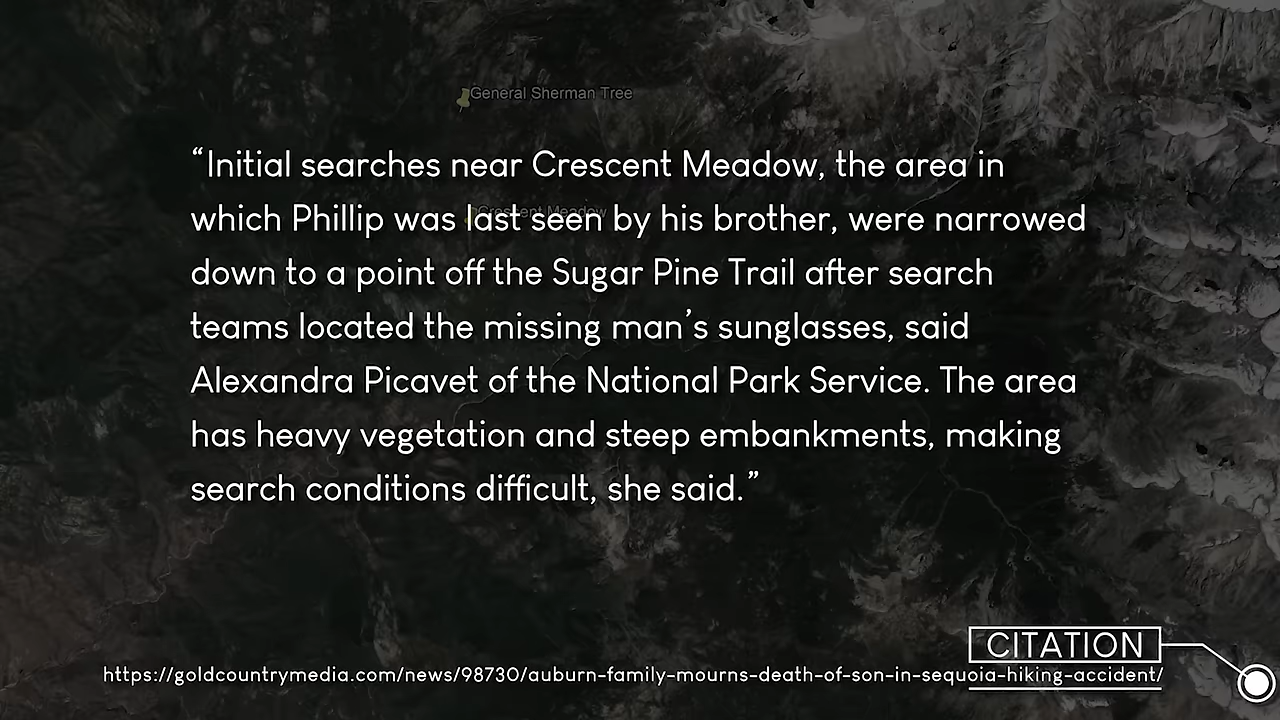 General Sherman Tree
“Initial searches near Crescent Meadow, the area in
Crescent Meadow
which Phillip was last seen by his brother, were narrowed
down to a point off the Sugar Pine Trail after search
teams located the missing man’s sunglasses, said
Alexandra Picavet of the National Park Service. The area
has heavy vegetation and steep embankments, making
search conditions difficult, she said.”
CITATION
https://goldcountrymedia.com/news/98730/auburn-family-mourns-death-of-son-in-sequoia-hiking-accident/